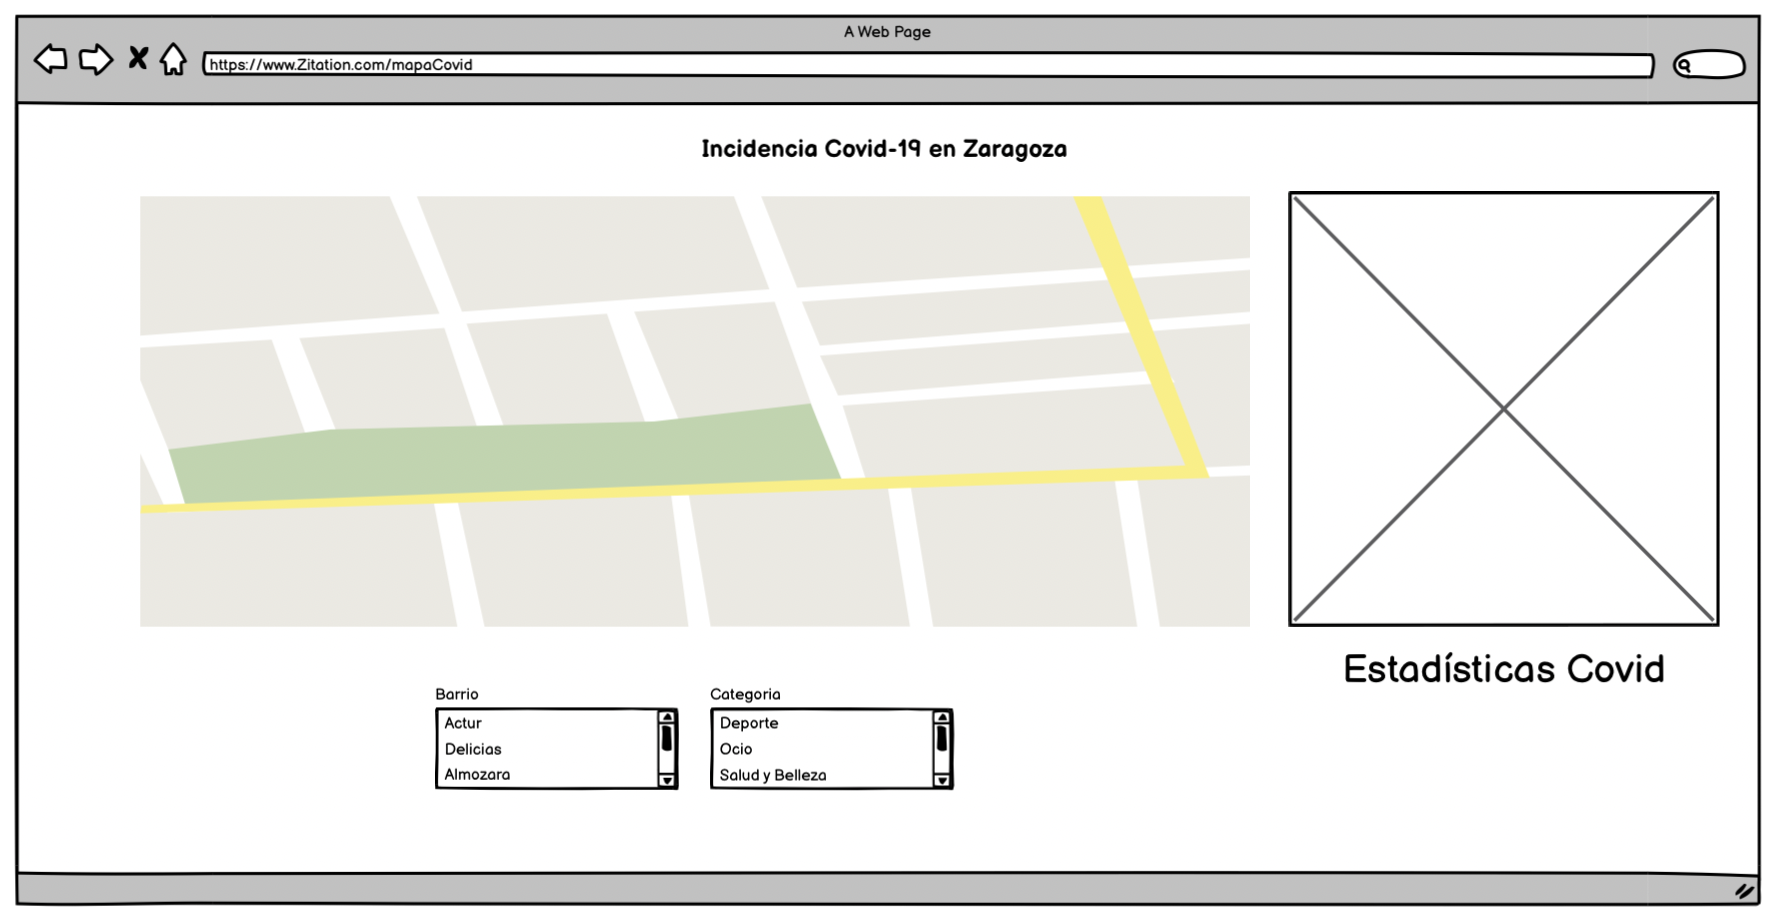 A Web Page
https://www.Zitation.com/mapaCovid
Incidencia Covid-19 en Zaragoza
Estadísticas Covid
Barrio
Actur
Delicias
Almozara
Categoria
Deporte
Ocio
Salud y Belleza